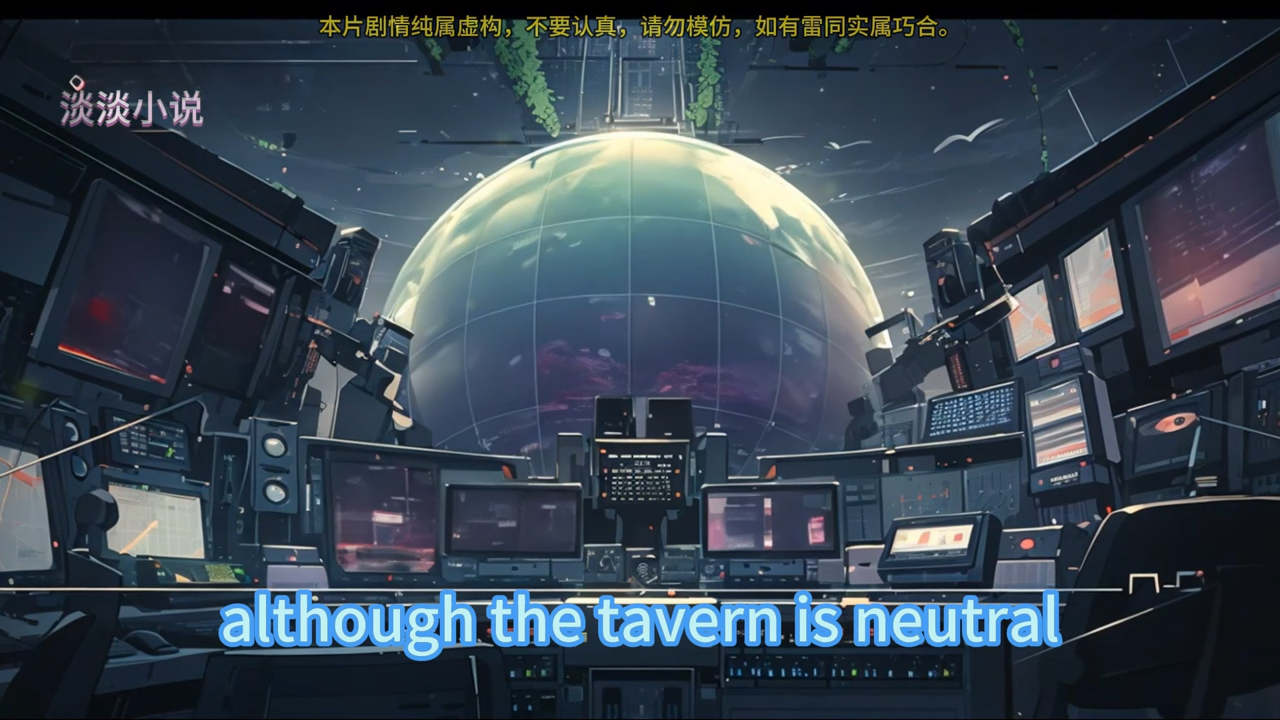 本片剧情纯属虚构，不要认真，请勿模仿，如有雷同实属巧合。
淡淡小说
although the tavern is neutral